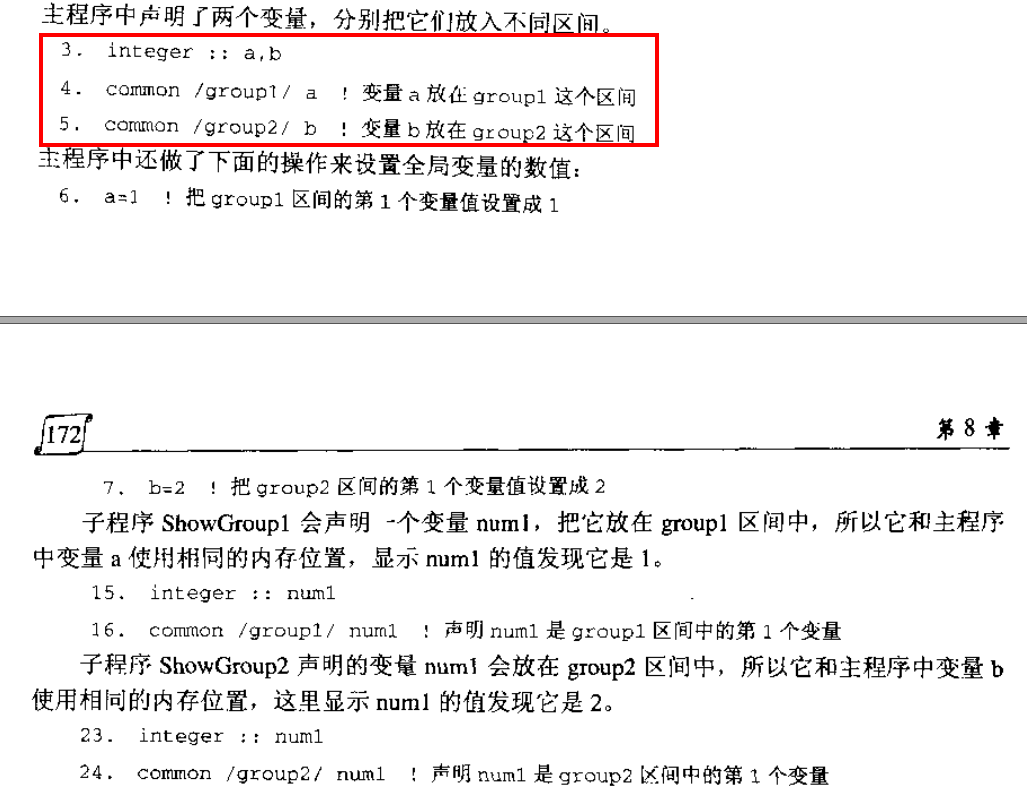 主程序中声明了两个变量，分别把它们放入不同区间。
3. integer :: a,b
4. common /group1/ a ! 变量 a 放在 group1 这个区间
5. common /group2/ b ! 变量 b 放在 group2 这个区间
主程序中还做了下面的操作来设置全局变量的数值：
6. a=1 ! 把 group1 区间的第 1 个变量值设置成 1
172
第 8 章
7. b=2 ! 把 group2 区间的第 1 个变量值设置成 2
子程序 ShowGroup1 会声明一个变量 num1，把它放在 group1 区间中，所以它和主程序
中变量 a 使用相同的内存位置，显示 num1 的值发现它是 1。
15. integer :: num1
16. common /group1/ num1 ! 声明 num1 是 group1 区间中的第 1 个变量
子程序 ShowGroup2 声明的变量 num1 会放在 group2 区间中，所以它和主程序中变量 b
使用相同的内存位置，这里显示 num1 的值发现它是 2。
23. integer :: num1
24. common /group2/ num1 ! 声明 num1 是 group2 区间中的第 1 个变量